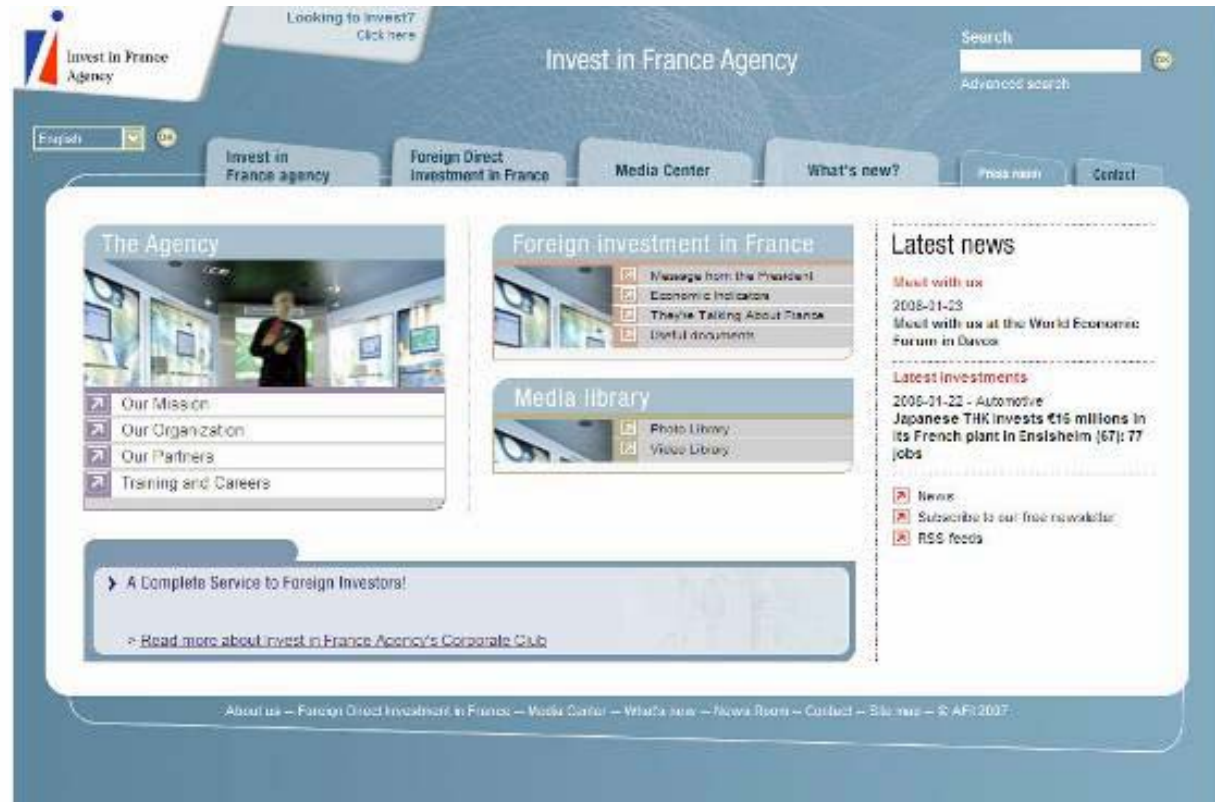 Looking to Invest?
Click here
Invest in France
Agency
Invest in France Agency
Search
OK
Advanced search
English
OK
Invest in
France agency
Foreign Direct
Investment in France
Media Center
What's new?
Press room
Contact
The Agency
Our Mission
Our Organization
Our Partners
Training and Careers
Foreign investment in France
Message from the President
Economic Indicators
They're Talking About France
Useful documents
Media library
Photo Library
Video Library
Latest news
Meet with us
2008-01-23
Meet with us at the World Economic
Forum in Davos
Latest investments
2008-01-22 - Automotive
Japanese THK invests €16 millions in
its French plant in Ensisheim (67): 77
jobs
News
Subscribe to our free newsletter
RSS feeds
A Complete Service to Foreign Investors!
> Read more about Invest in France Agency's Corporate Club
About us – Foreign Direct Investment in France – Media Center – What's new – News Room – Contact – Site map – © AFII 2007